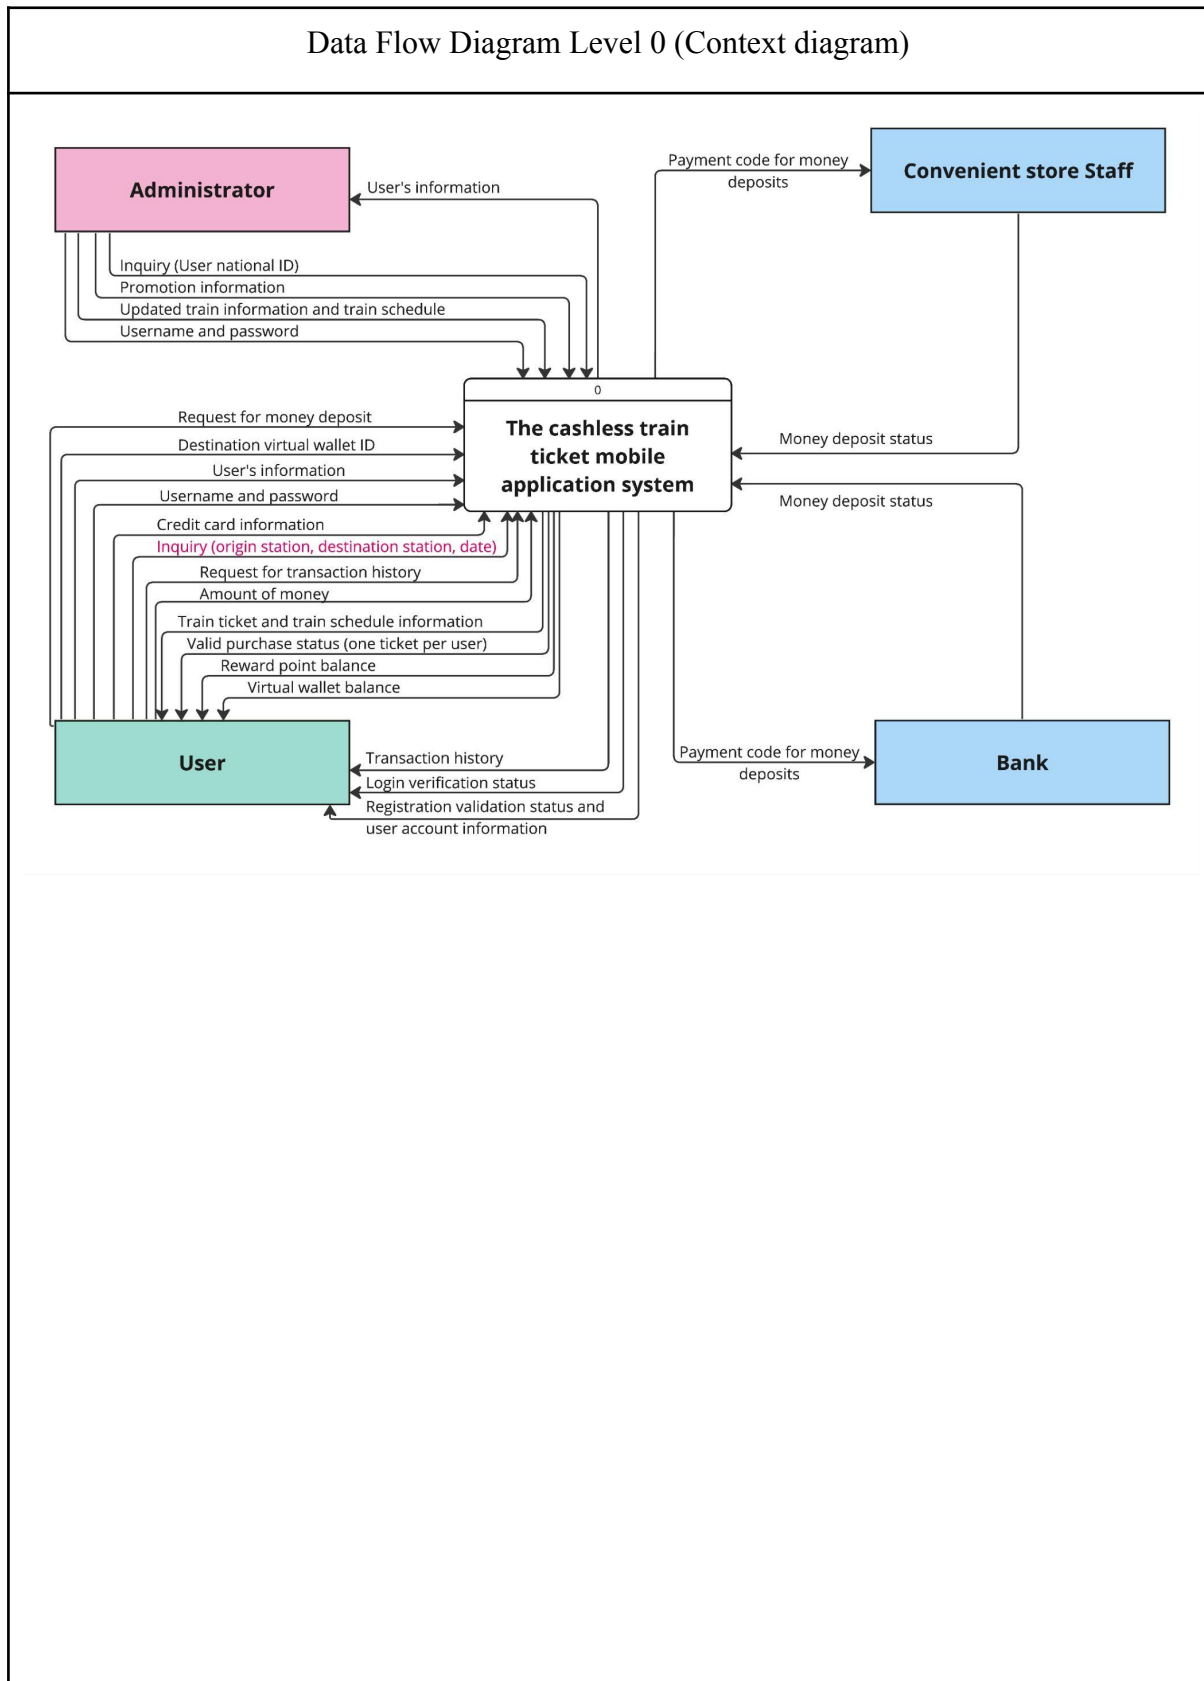 Data Flow Diagram Level 0 (Context diagram)
Administrator
User's information
Payment code for money
deposits
Convenient store Staff
Inquiry (User national ID)
Promotion information
Updated train information and train schedule
Username and password
0
The cashless train
ticket mobile
application system
Request for money deposit
Destination virtual wallet ID
User's information
Username and password
Credit card information
Inquiry (origin station, destination station, date)
Request for transaction history
Amount of money
Train ticket and train schedule information
Valid purchase status (one ticket per user)
Reward point balance
Virtual wallet balance
Money deposit status
Money deposit status
User
Transaction history
Login verification status
Registration validation status and
user account information
Payment code for money
deposits
Bank